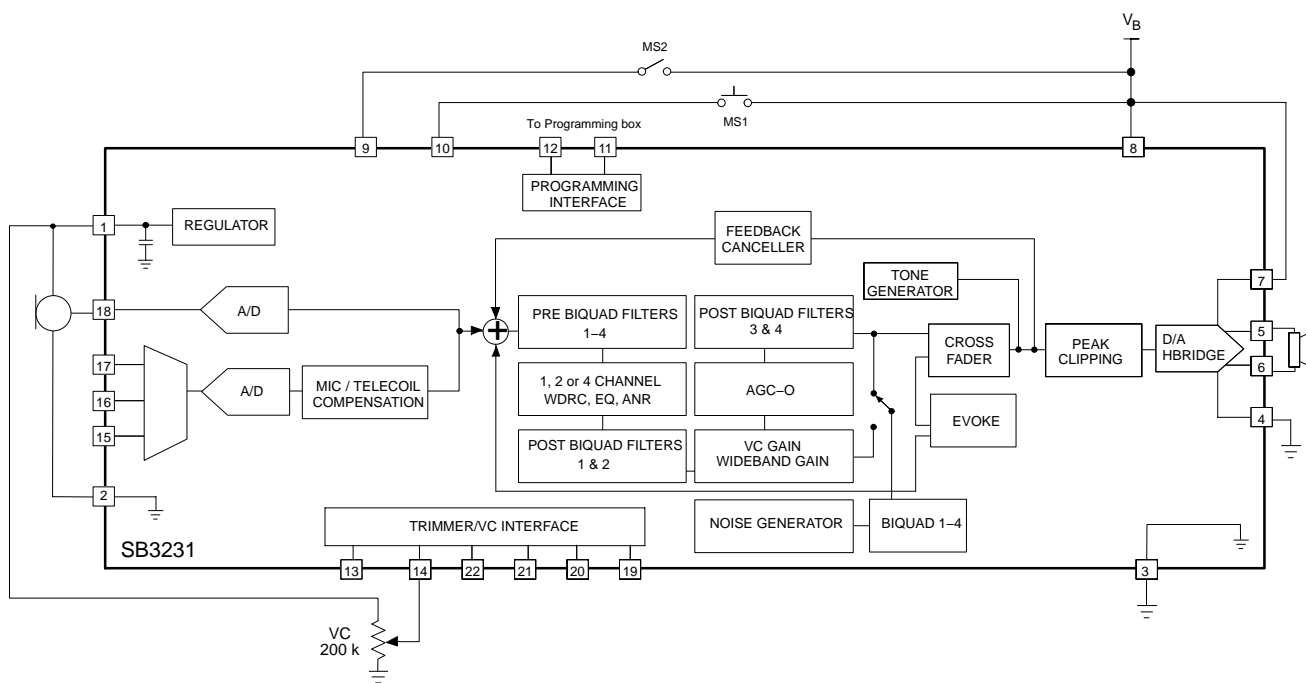 VB
MS2
MS1
To Programming box
9
10
12
11
8
PROGRAMMING
INTERFACE
1
REGULATOR
FEEDBACK
CANCELLER
TONE
GENERATOR
7
18
A/D
PRE BIQUAD FILTERS
1–4
POST BIQUAD FILTERS
3 & 4
CROSS
FADER
PEAK
CLIPPING
D/A
HBRIDGE
5
6
17
16
15
A/D
MIC / TELECOIL
COMPENSATION
1, 2 or 4 CHANNEL
WDRC, EQ, ANR
AGC–O
EVOKE
4
POST BIQUAD FILTERS
1 & 2
VC GAIN
WIDEBAND GAIN
2
NOISE GENERATOR
BIQUAD 1–4
TRIMMER/VC INTERFACE
SB3231
13
14
22
21
20
19
3
VC
200 k